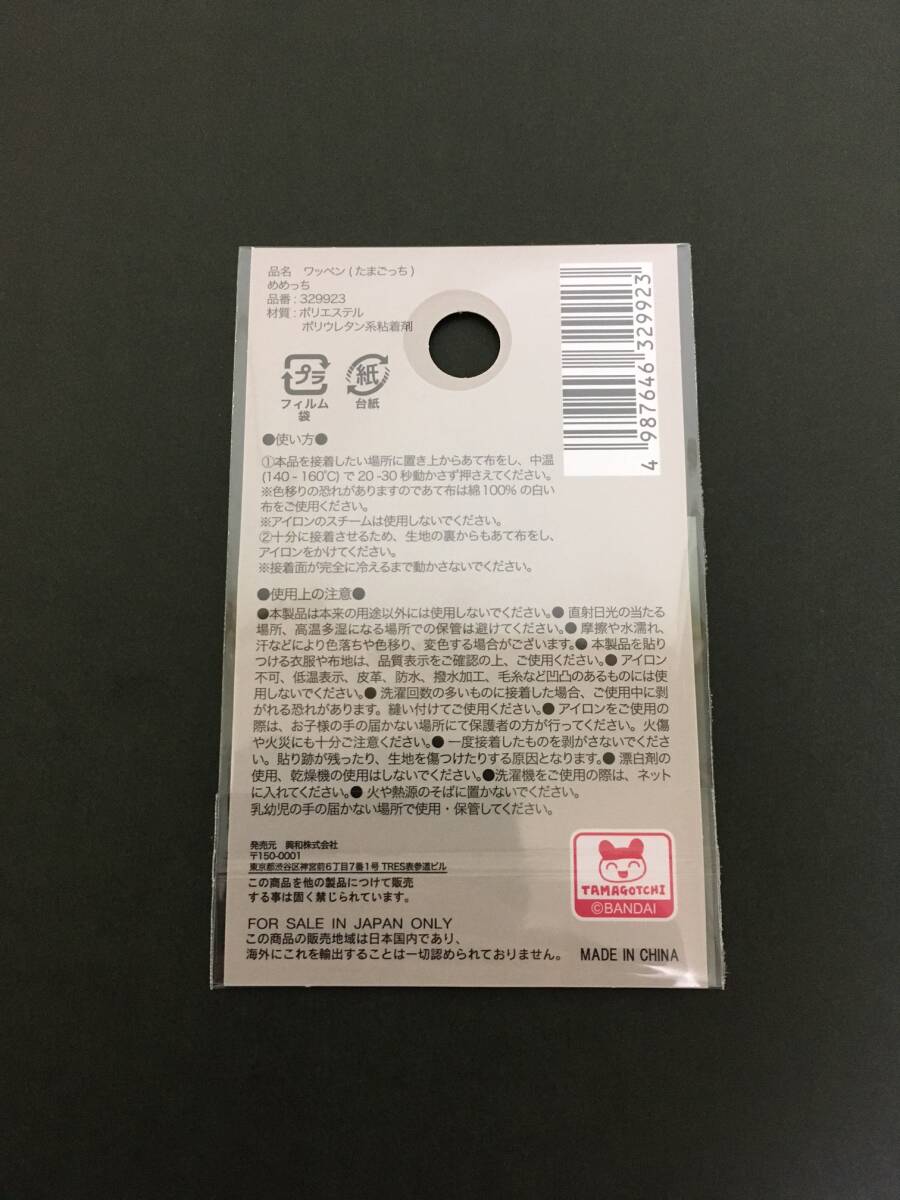 品名　ワッペン ( たまごっち )
めめっち
品番 : 329923
材質 : ポリエステル
ポリウレタン系粘着剤
プラ
フィルム
袋
紙
台紙
4 987646 329923
●使い方●
①本品を接着したい場所に置き上からあて布をし、中温
(140 - 160℃) で 20 -30 秒動かさず押さえてください。
※色移りの恐れがありますのであて布は綿 100% の白い
布をご使用ください。
※アイロンのスチームは使用しないでください。
②十分に接着させるため、生地の裏からもあて布をし、
アイロンをかけてください。
※接着面が完全に冷えるまで動かさないでください。
●使用上の注意●
●本製品は本来の用途以外には使用しないでください。● 直射日光の当たる
場所、高温多湿になる場所での保管は避けてください。● 摩擦や水濡れ、
汗などにより色落ちや色移り、変色する場合がございます。● 本製品を貼り
つける衣服や布地は、品質表示をご確認の上、ご使用ください。● アイロン
不可、低温表示、皮革、防水、撥水加工、毛糸など凹凸のあるものには使
用しないでください。● 洗濯回数の多いものに接着した場合、ご使用中に剥
がれる恐れがあります。縫い付けてご使用ください。● アイロンをご使用の
際は、お子様の手の届かない場所にて保護者の方が行ってください。火傷
や火災にも十分ご注意ください。● 一度接着したものを剥がさないでくださ
い。貼り跡が残ったり、生地を傷つけたりする原因となります。● 漂白剤の
使用、乾燥機の使用はしないでください。●洗濯機をご使用の際は、ネット
に入れてください。● 火や熱源のそばに置かないでください。
乳幼児の手の届かない場所で使用・保管してください。
発売元　興和株式会社
〒150-0001
東京都渋谷区神宮前6丁目7番1号 TRES表参道ビル
この商品を他の製品につけて販売
する事は固く禁じられています。
TAMAGOTCHI
©BANDAI
FOR SALE IN JAPAN ONLY
この商品の販売地域は日本国内であり、
海外にこれを輸出することは一切認められておりません。
MADE IN CHINA